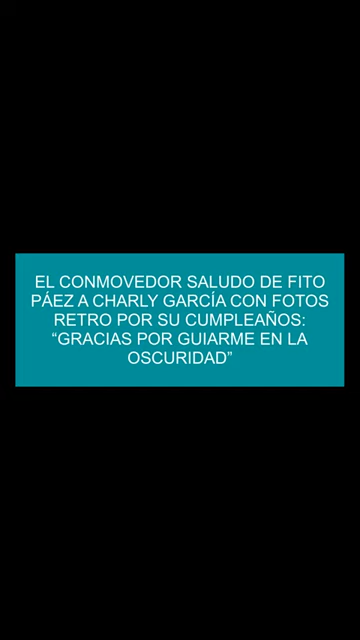 EL CONMOVEDOR SALUDO DE FITO
PÁEZ A CHARLY GARCÍA CON FOTOS
RETRO POR SU CUMPLEAÑOS:
“GRACIAS POR GUIARME EN LA
OSCURIDAD”